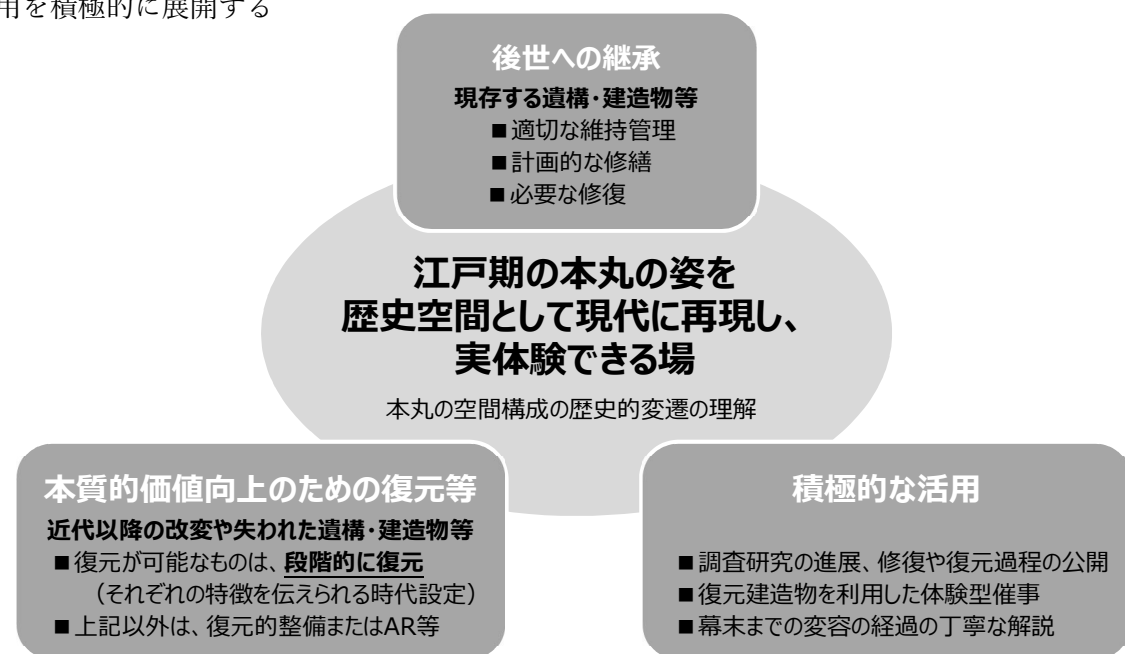 用を積極的に展開する
後世への継承
現存する遺構・建造物等
■適切な維持管理
■計画的な修繕
■必要な修復
江戸期の本丸の姿を
歴史空間として現代に再現し、
実体験できる場
本丸の空間構成の歴史的変遷の理解
本質的価値向上のための復元等
近代以降の改変や失われた遺構・建造物等
■復元が可能なものは、段階的に復元
（それぞれの特徴を伝えられる時代設定）
■上記以外は、復元的整備またはAR等
積極的な活用
■調査研究の進展、修復や復元過程の公開
■復元建造物を利用した体験型催事
■幕末までの変容の経過の丁寧な解説